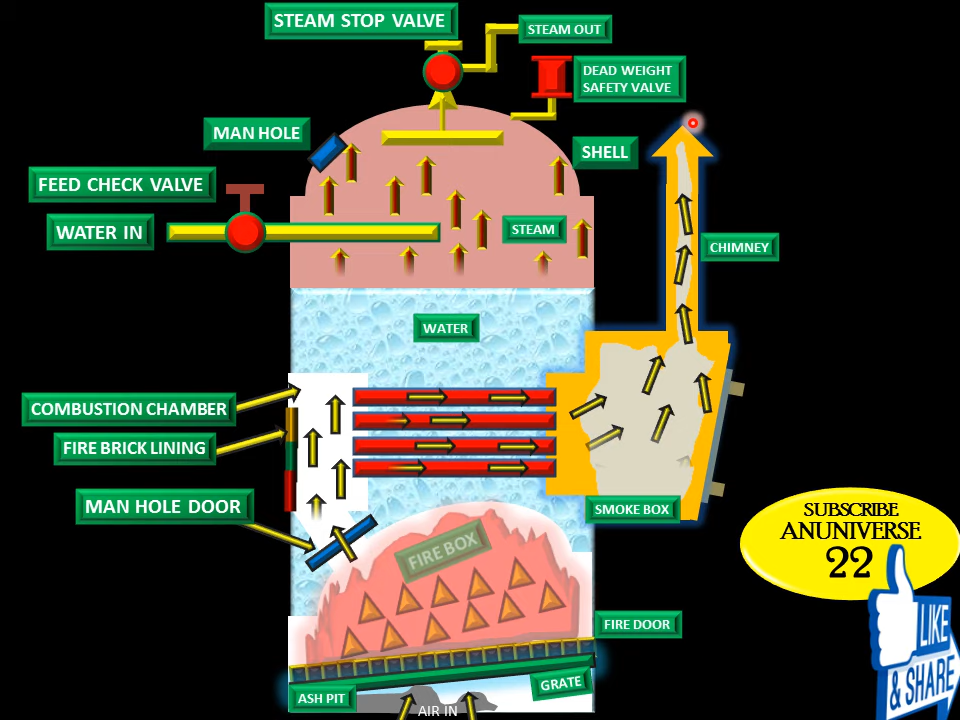 STEAM STOP VALVE
STEAM OUT
DEAD WEIGHT
SAFETY VALVE
MAN HOLE
SHELL
FEED CHECK VALVE
WATER IN
STEAM
CHIMNEY
WATER
COMBUSTION CHAMBER
FIRE BRICK LINING
MAN HOLE DOOR
SMOKE BOX
SUBSCRIBE
ANUNIVERSE
22
FIRE BOX
LIKE
& SHARE
FIRE DOOR
GRATE
ASH PIT
AIR IN